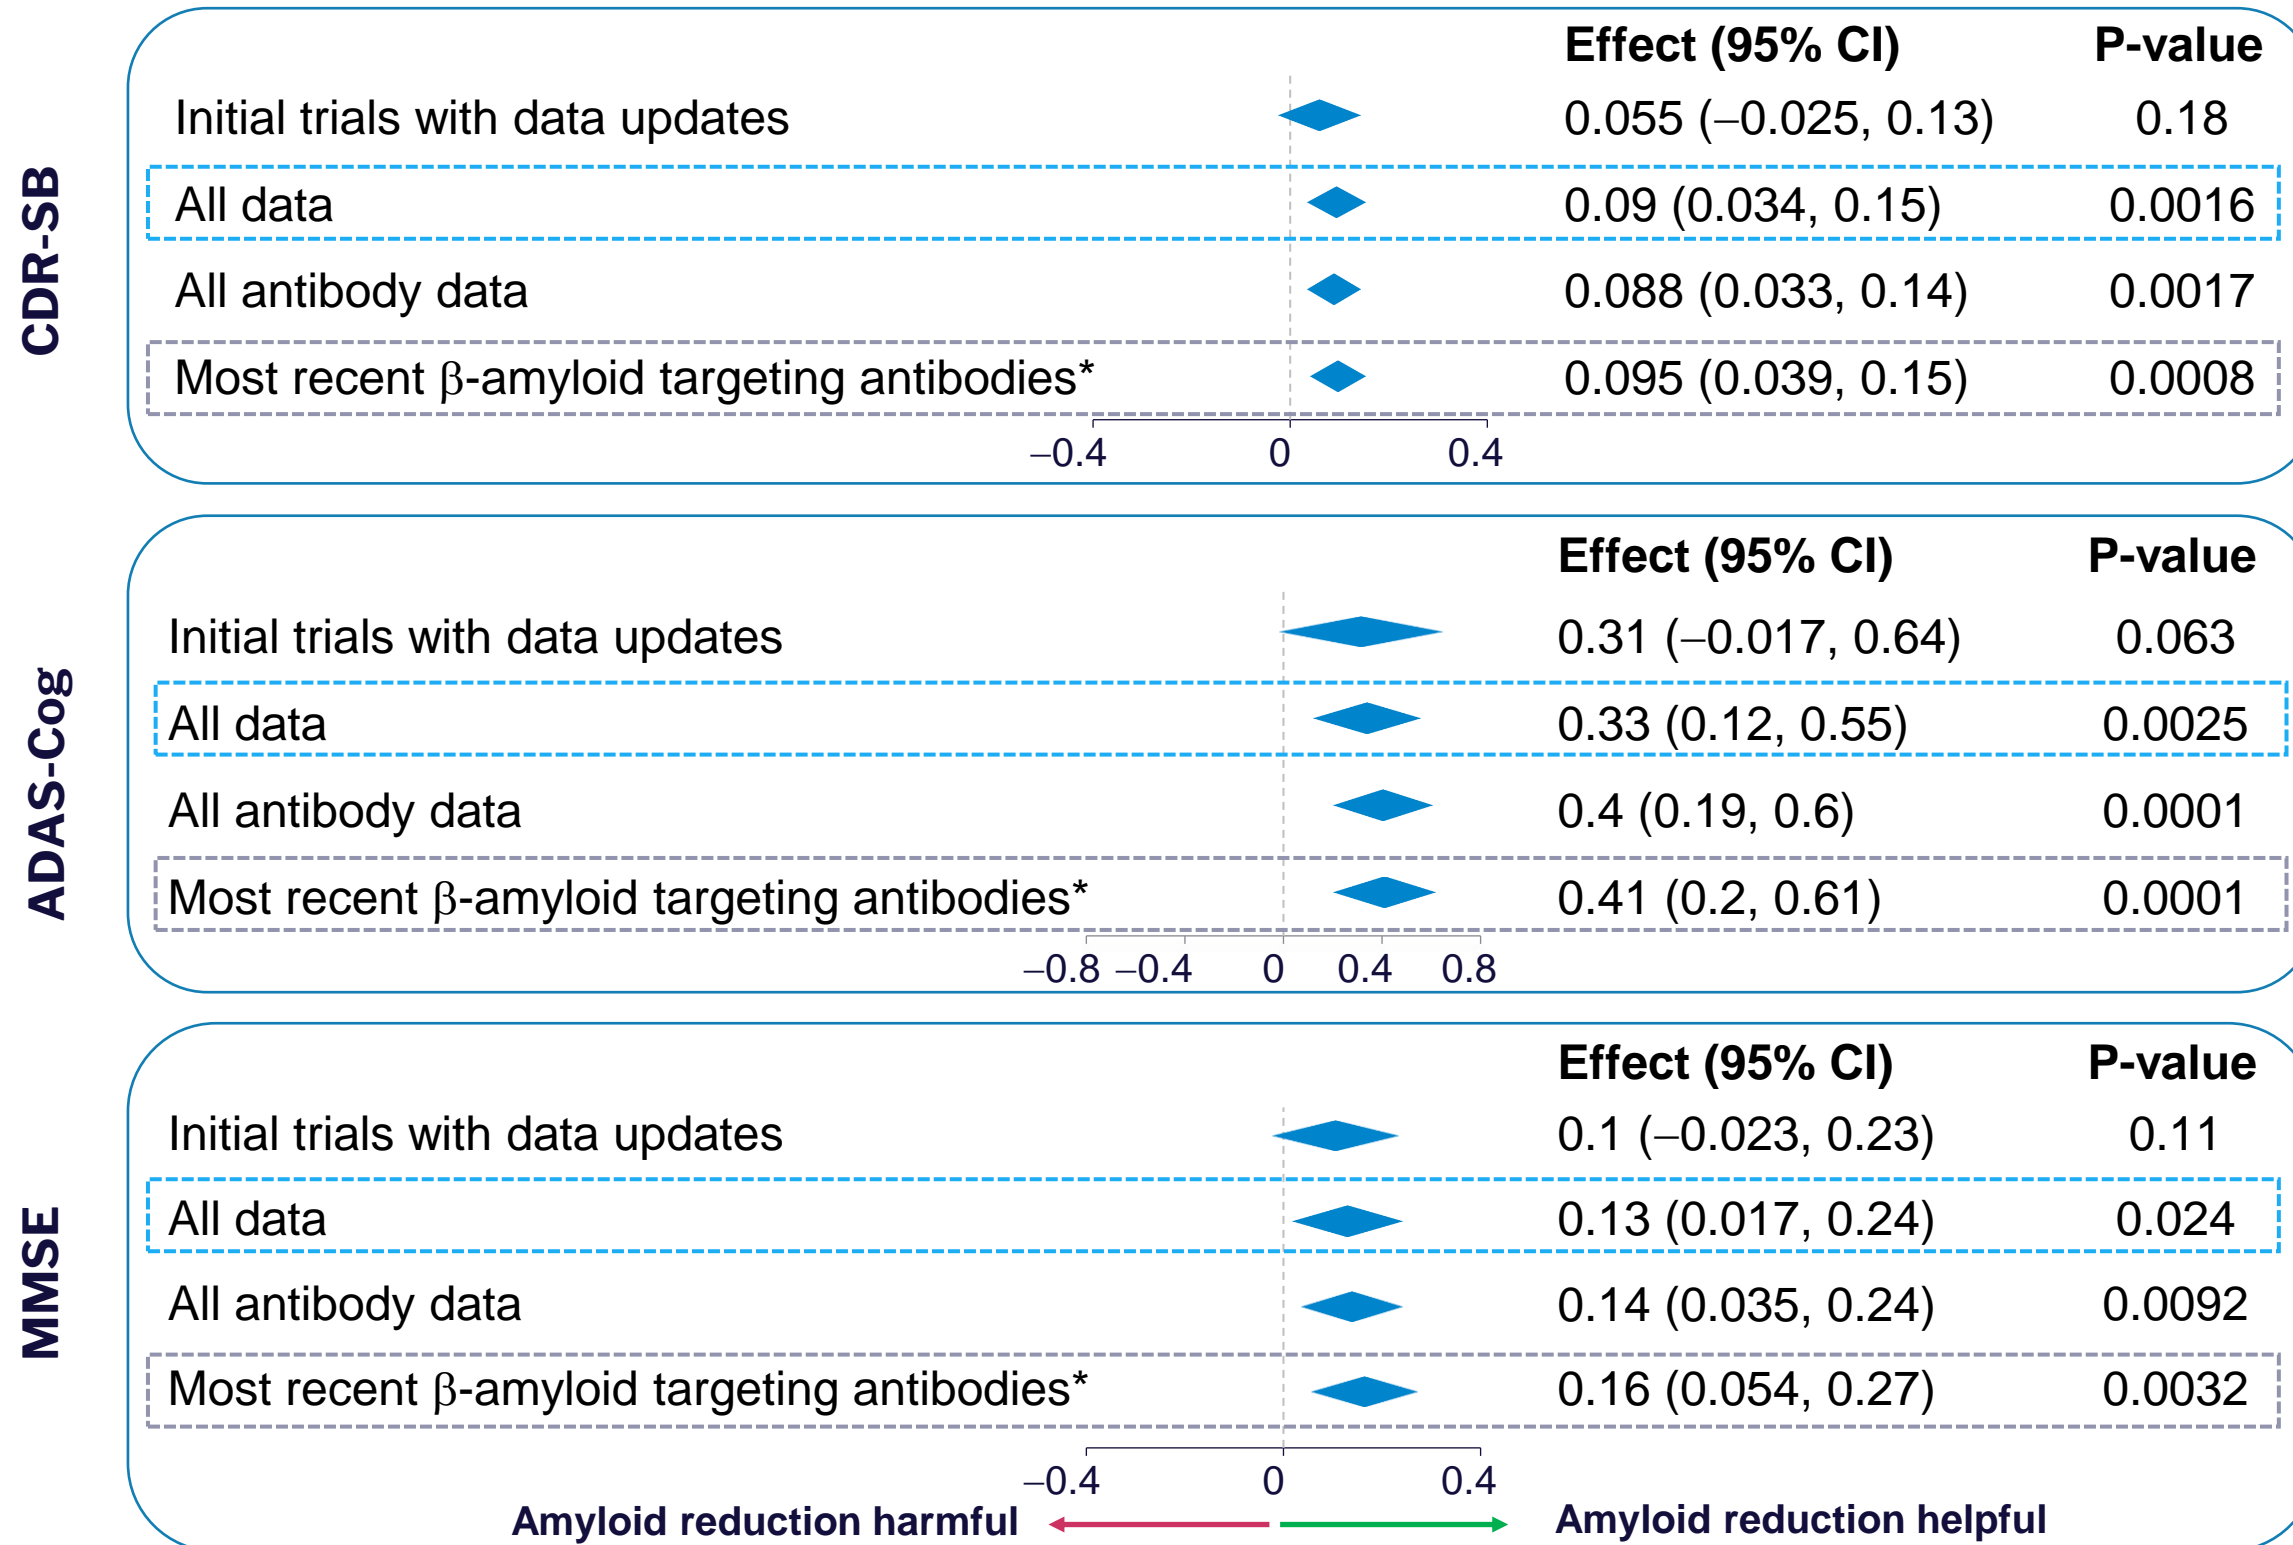 CDR-SB
Effect (95% CI) P-value
Initial trials with data updates 0.055 (−0.025, 0.13) 0.18
All data 0.09 (0.034, 0.15) 0.0016
All antibody data 0.088 (0.033, 0.14) 0.0017
Most recent β-amyloid targeting antibodies* 0.095 (0.039, 0.15) 0.0008
−0.4 0 0.4
ADAS-Cog
Effect (95% CI) P-value
Initial trials with data updates 0.31 (−0.017, 0.64) 0.063
All data 0.33 (0.12, 0.55) 0.0025
All antibody data 0.4 (0.19, 0.6) 0.0001
Most recent β-amyloid targeting antibodies* 0.41 (0.2, 0.61) 0.0001
−0.8 −0.4 0 0.4 0.8
MMSE
Effect (95% CI) P-value
Initial trials with data updates 0.1 (−0.023, 0.23) 0.11
All data 0.13 (0.017, 0.24) 0.024
All antibody data 0.14 (0.035, 0.24) 0.0092
Most recent β-amyloid targeting antibodies* 0.16 (0.054, 0.27) 0.0032
−0.4 0 0.4
Amyloid reduction harmful Amyloid reduction helpful